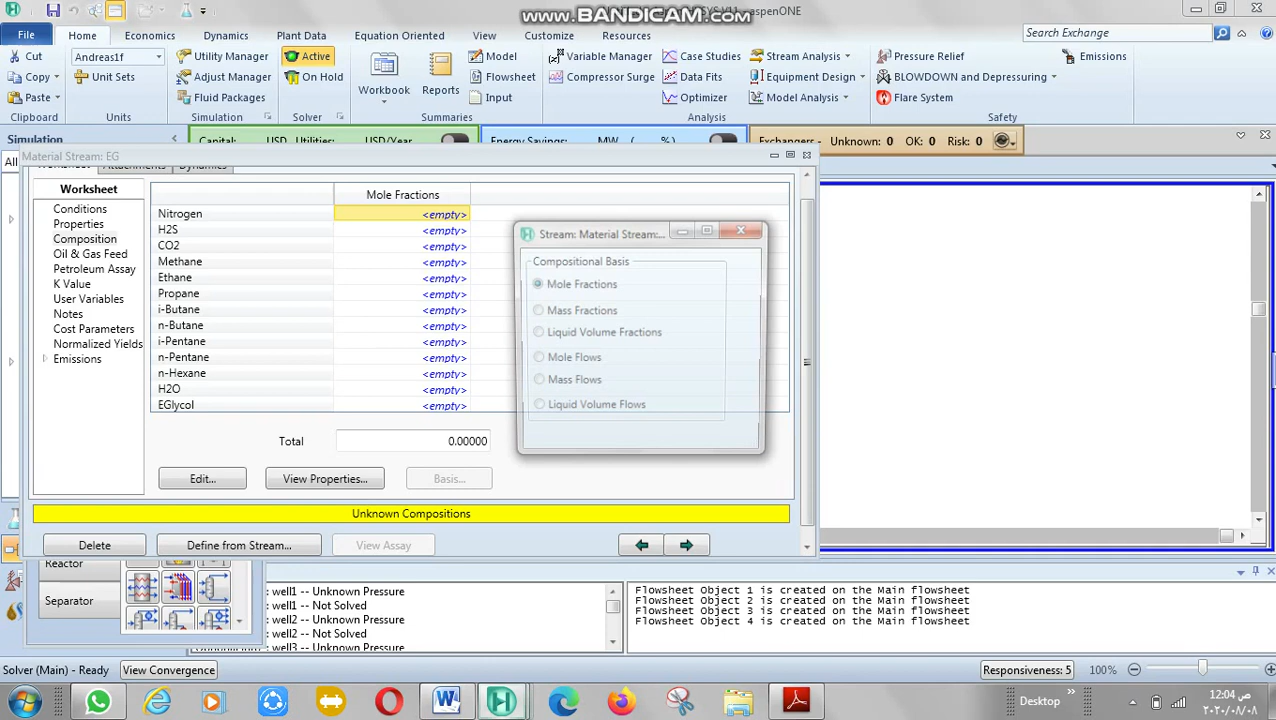 www.BANDICAM.com
V11 - aspenONE
File
Home
Economics
Dynamics
Plant Data
Equation Oriented
View
Customize
Resources
Search Exchange
Cut
Copy
Paste
Clipboard
Andreas1f
Unit Sets
Units
Utility Manager
Adjust Manager
Fluid Packages
Simulation
Active
On Hold
Solver
Workbook
Reports
Model
Flowsheet
Input
Summaries
Variable Manager
Compressor Surge
Case Studies
Data Fits
Optimizer
Stream Analysis
Equipment Design
Model Analysis
Analysis
Pressure Relief
BLOWDOWN and Depressuring
Flare System
Emissions
Safety
Simulation
Capital: USD Utilities: USD/Year
Energy Savings: MW ( %)
Exchangers - Unknown: 0 OK: 0 Risk: 0
All
Material Stream: EG
Worksheet Attachments Dynamics
Worksheet
Conditions
Properties
Composition
Oil & Gas Feed
Petroleum Assay
K Value
User Variables
Notes
Cost Parameters
Normalized Yields
Emissions
Mole Fractions
Nitrogen <empty>
H2S <empty>
CO2 <empty>
Methane <empty>
Ethane <empty>
Propane <empty>
i-Butane <empty>
n-Butane <empty>
i-Pentane <empty>
n-Pentane <empty>
n-Hexane <empty>
H2O <empty>
EGlycol <empty>
Total 0.00000
Edit...
View Properties...
Basis...
Unknown Compositions
Delete
Define from Stream...
View Assay
Stream: Material Stream:...
Compositional Basis
Mole Fractions
Mass Fractions
Liquid Volume Fractions
Mole Flows
Mass Flows
Liquid Volume Flows
Reactor
Separator
: well1 -- Unknown Pressure
: well1 -- Not Solved
: well2 -- Unknown Pressure
: well2 -- Not Solved
: well3 -- Unknown Pressure
Flowsheet Object 1 is created on the Main flowsheet
Flowsheet Object 2 is created on the Main flowsheet
Flowsheet Object 3 is created on the Main flowsheet
Flowsheet Object 4 is created on the Main flowsheet
Solver (Main) - Ready
View Convergence
Responsiveness: 5
100%
Desktop
12:04 ص
٢٠٢٠/٠٨/٠٨